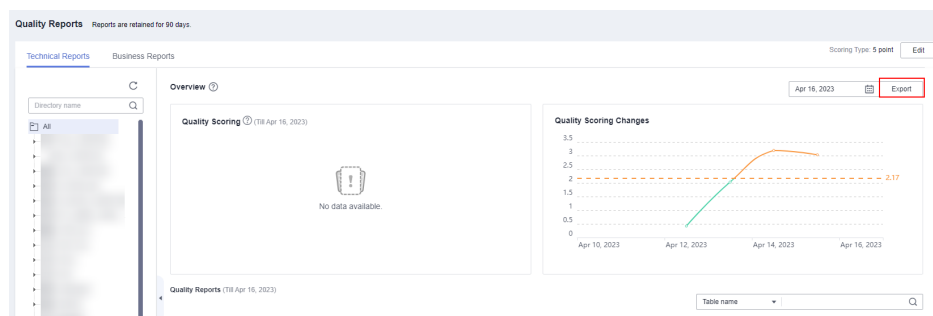 Quality Reports Reports are retained for 90 days.
Technical Reports Business Reports
Scoring Type: 5 point Edit
Directory name
All
Overview
Apr 16, 2023 Export
Quality Scoring (Till Apr 16, 2023)
No data available.
Quality Scoring Changes
3.5
3
2.5
2
1.5
1
0.5
0
2.17
Apr 10, 2023 Apr 12, 2023 Apr 14, 2023 Apr 16, 2023
Quality Reports (Till Apr 16, 2023)
Table name